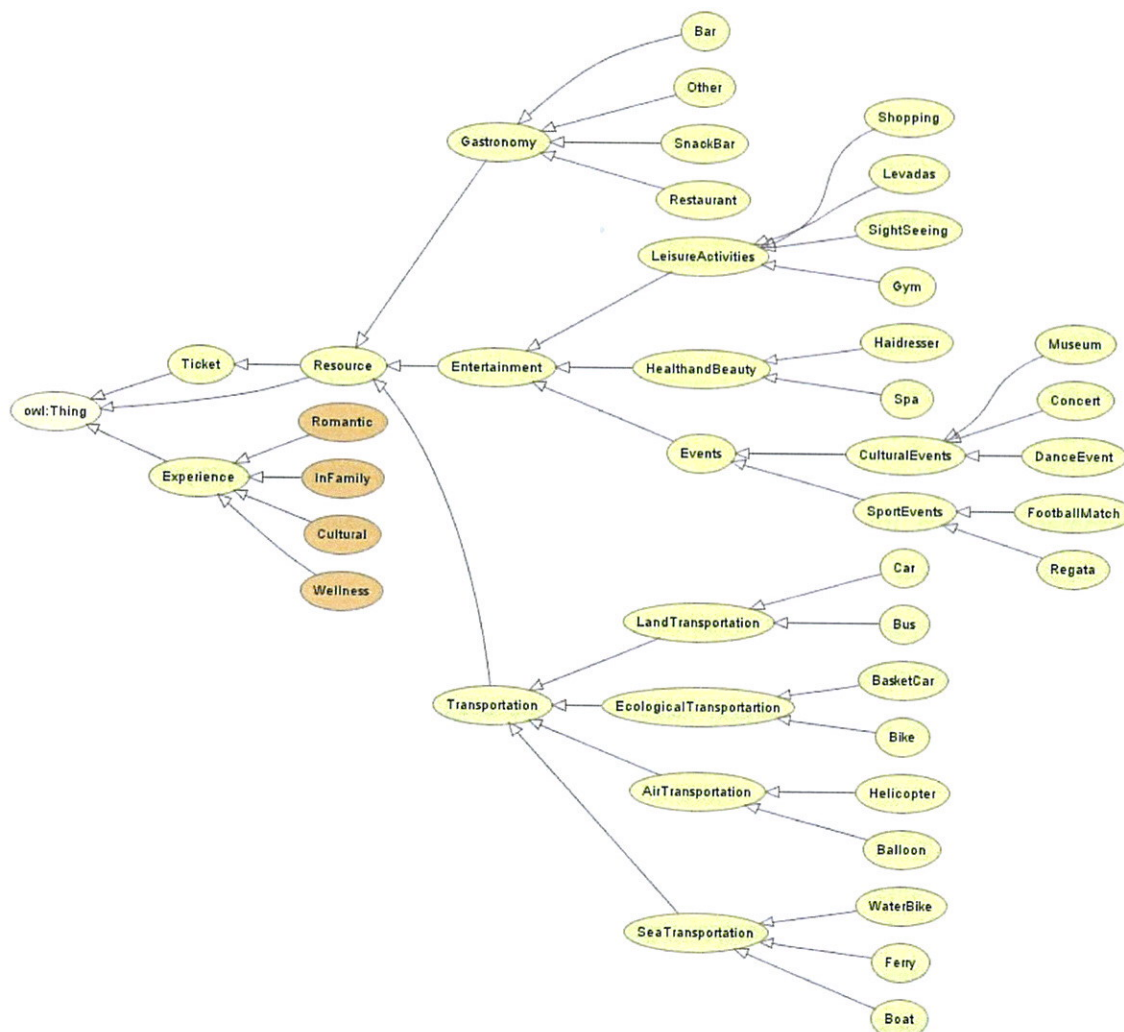 Bar
Other
Gastronomy
SnackBar
Restaurant
Shopping
Levadas
SightSeeing
LeisureActivities
Gym
Ticket
Resource
Entertainment
HealthandBeauty
Haidresser
Spa
Museum
Concert
owl:Thing
Romantic
Experience
InFamily
Cultural
Wellness
Events
CulturalEvents
DanceEvent
SportEvents
FootballMatch
Regata
Car
LandTransportation
Bus
BasketCar
Transportation
EcologicalTransportartion
Bike
AirTransportation
Helicopter
Balloon
WaterBike
SeaTransportation
Ferry
Boat